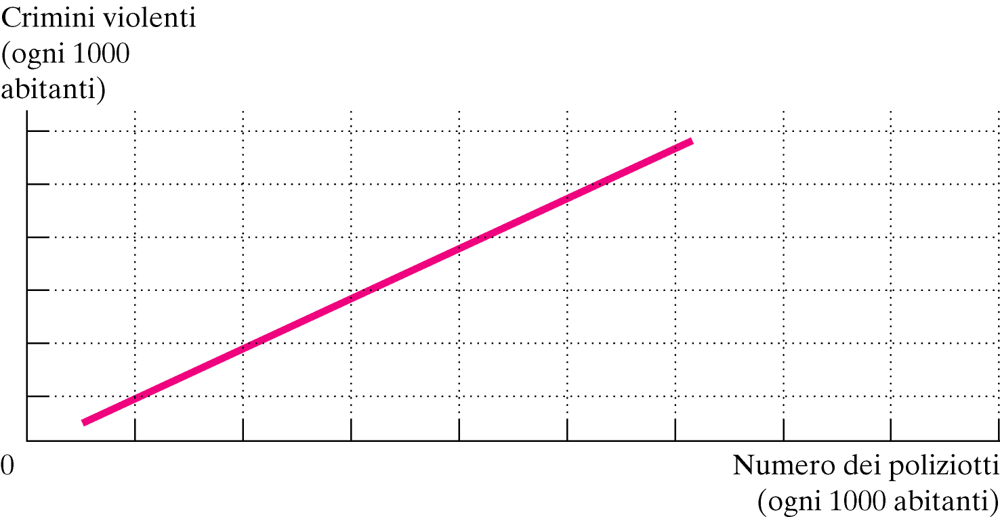 Crimini violenti
(ogni 1000
abitanti)
0
Numero dei poliziotti
(ogni 1000 abitanti)